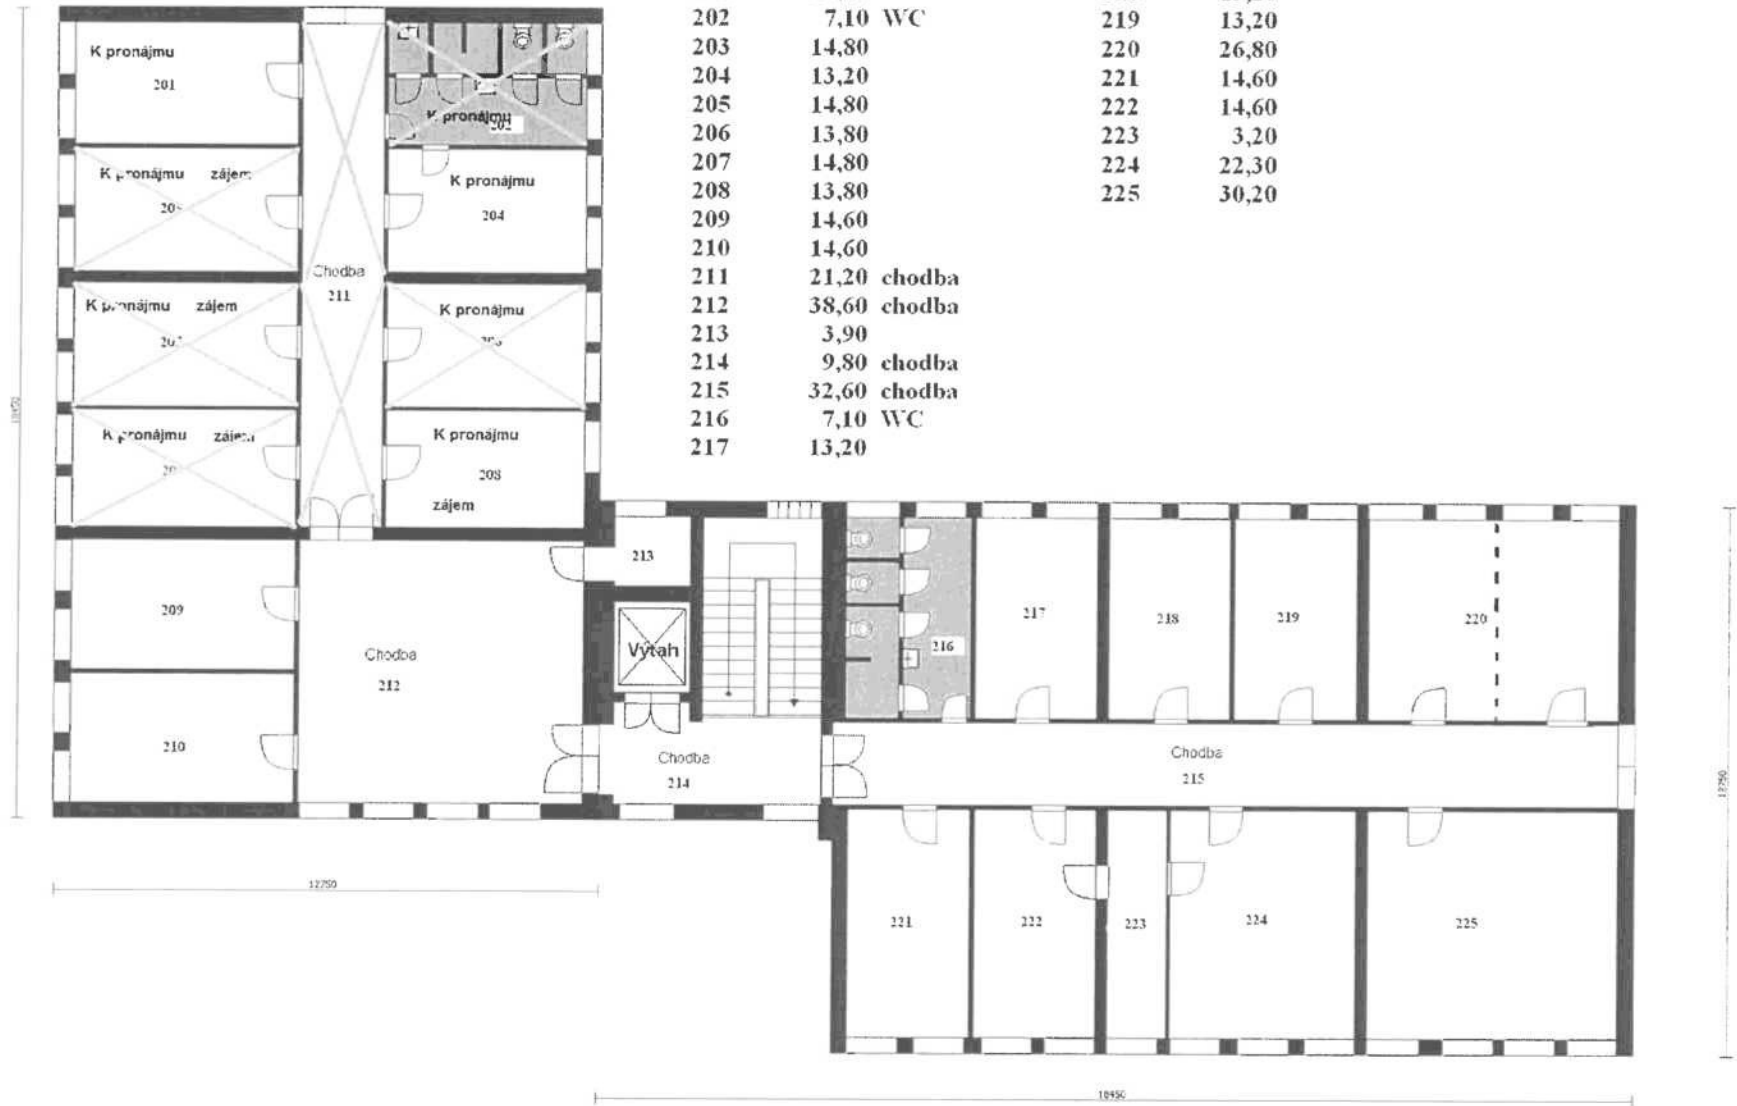 202 7,10 WC
203 14,80
204 13,20
205 14,80
206 13,80
207 14,80
208 13,80
209 14,60
210 14,60
211 21,20 chodba
212 38,60 chodba
213 3,90
214 9,80 chodba
215 32,60 chodba
216 7,10 WC
217 13,20
219 13,20
220 26,80
221 14,60
222 14,60
223 3,20
224 22,30
225 30,20
K pronájmu
201
K pronájmu
202
K pronájmu zájem
K pronájmu
204
Chodba
211
K pronájmu zájem
K pronájmu
K pronájmu zájem
K pronájmu
208
zájem
209
210
Chodba
212
213
Výtah
Chodba
214
216
217
218
219
220
Chodba
215
221
222
223
224
225
12750
18450
12750
18450